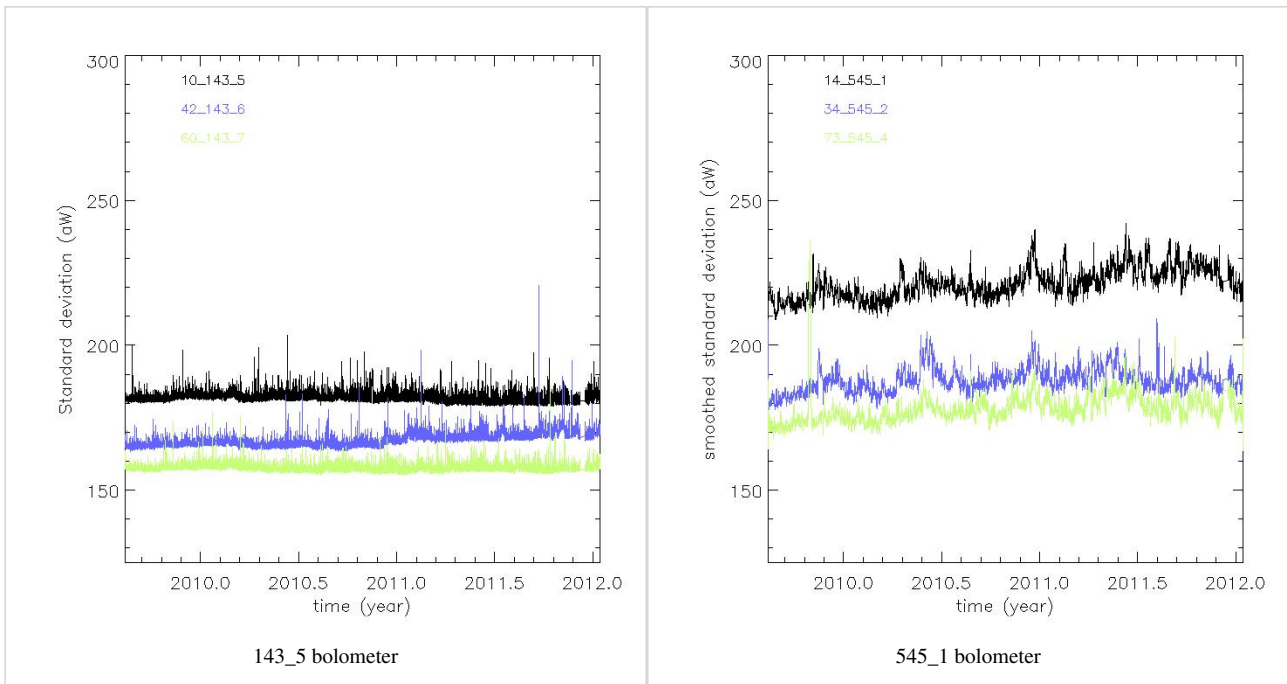 300
250
200
150
Standard deviation (aW)
10_143_5
42_143_6
60_143_7
2010.0 2010.5 2011.0 2011.5 2012.0
time (year)
143_5 bolometer
300
250
200
150
smoothed standard deviation (aW)
14_545_1
34_545_2
73_545_4
2010.0 2010.5 2011.0 2011.5 2012.0
time (year)
545_1 bolometer